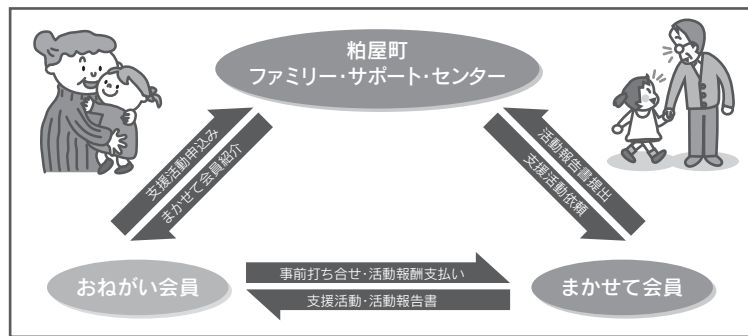 粕屋町
ファミリー・サポート・センター
支援活動申込み
まかせて会員紹介
活動報告書提出
支援活動依頼
おねがい会員
事前打ち合せ・活動報酬支払い
支援活動・活動報告書
まかせて会員